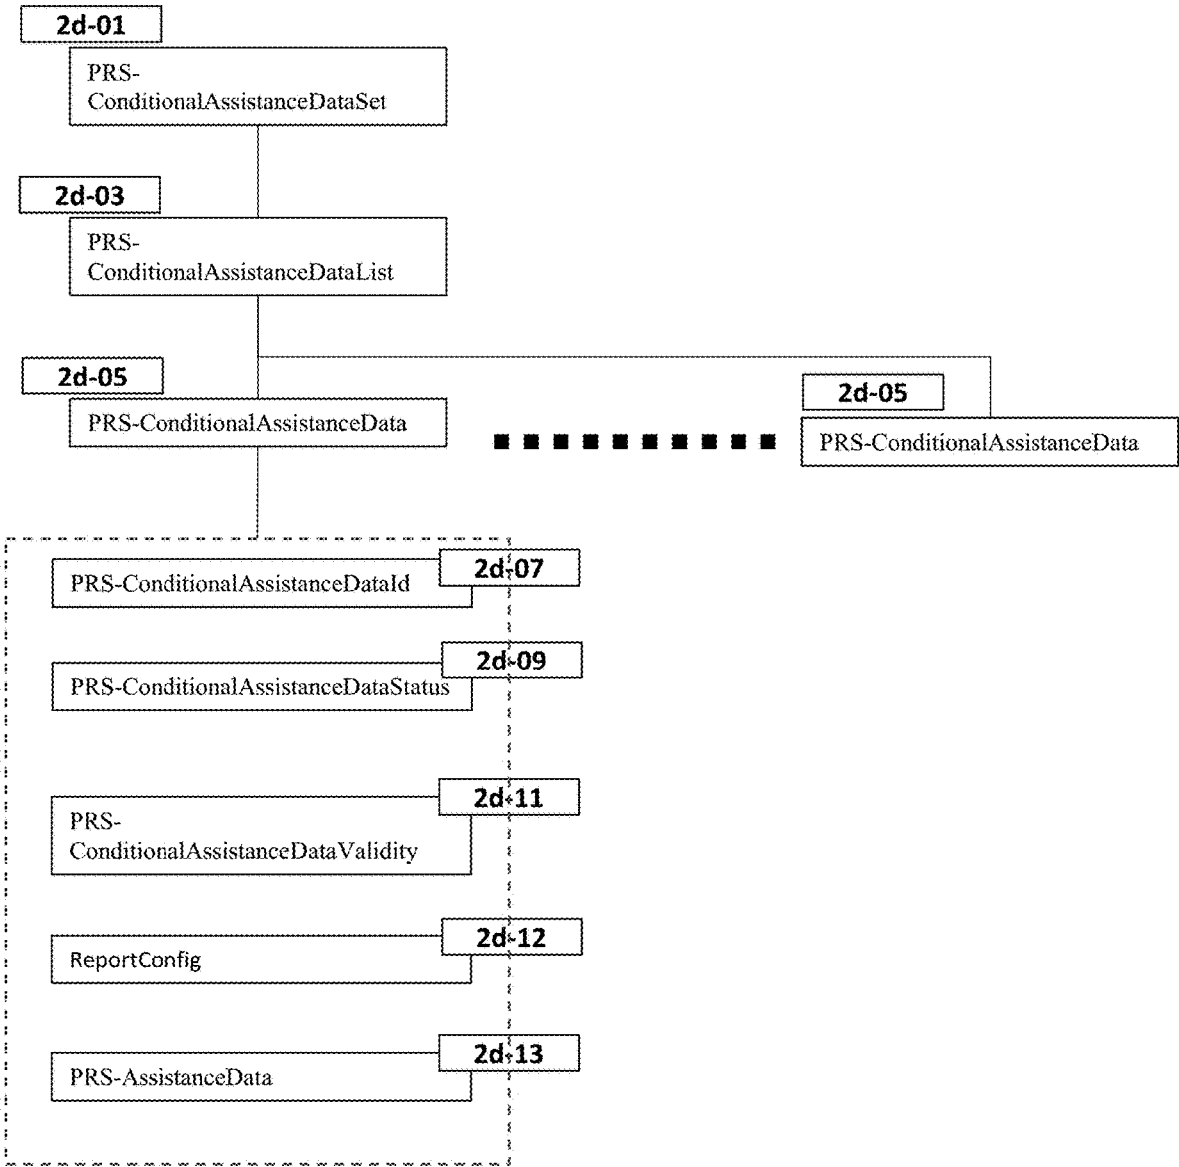 2d-01
PRS-
ConditionalAssistanceDataSet
2d-03
PRS-
ConditionalAssistanceDataList
2d-05
PRS-ConditionalAssistanceData
2d-05
PRS-ConditionalAssistanceData
2d-07
PRS-ConditionalAssistanceDataId
2d-09
PRS-ConditionalAssistanceDataStatus
2d-11
PRS-
ConditionalAssistanceDataValidity
2d-12
ReportConfig
2d-13
PRS-AssistanceData